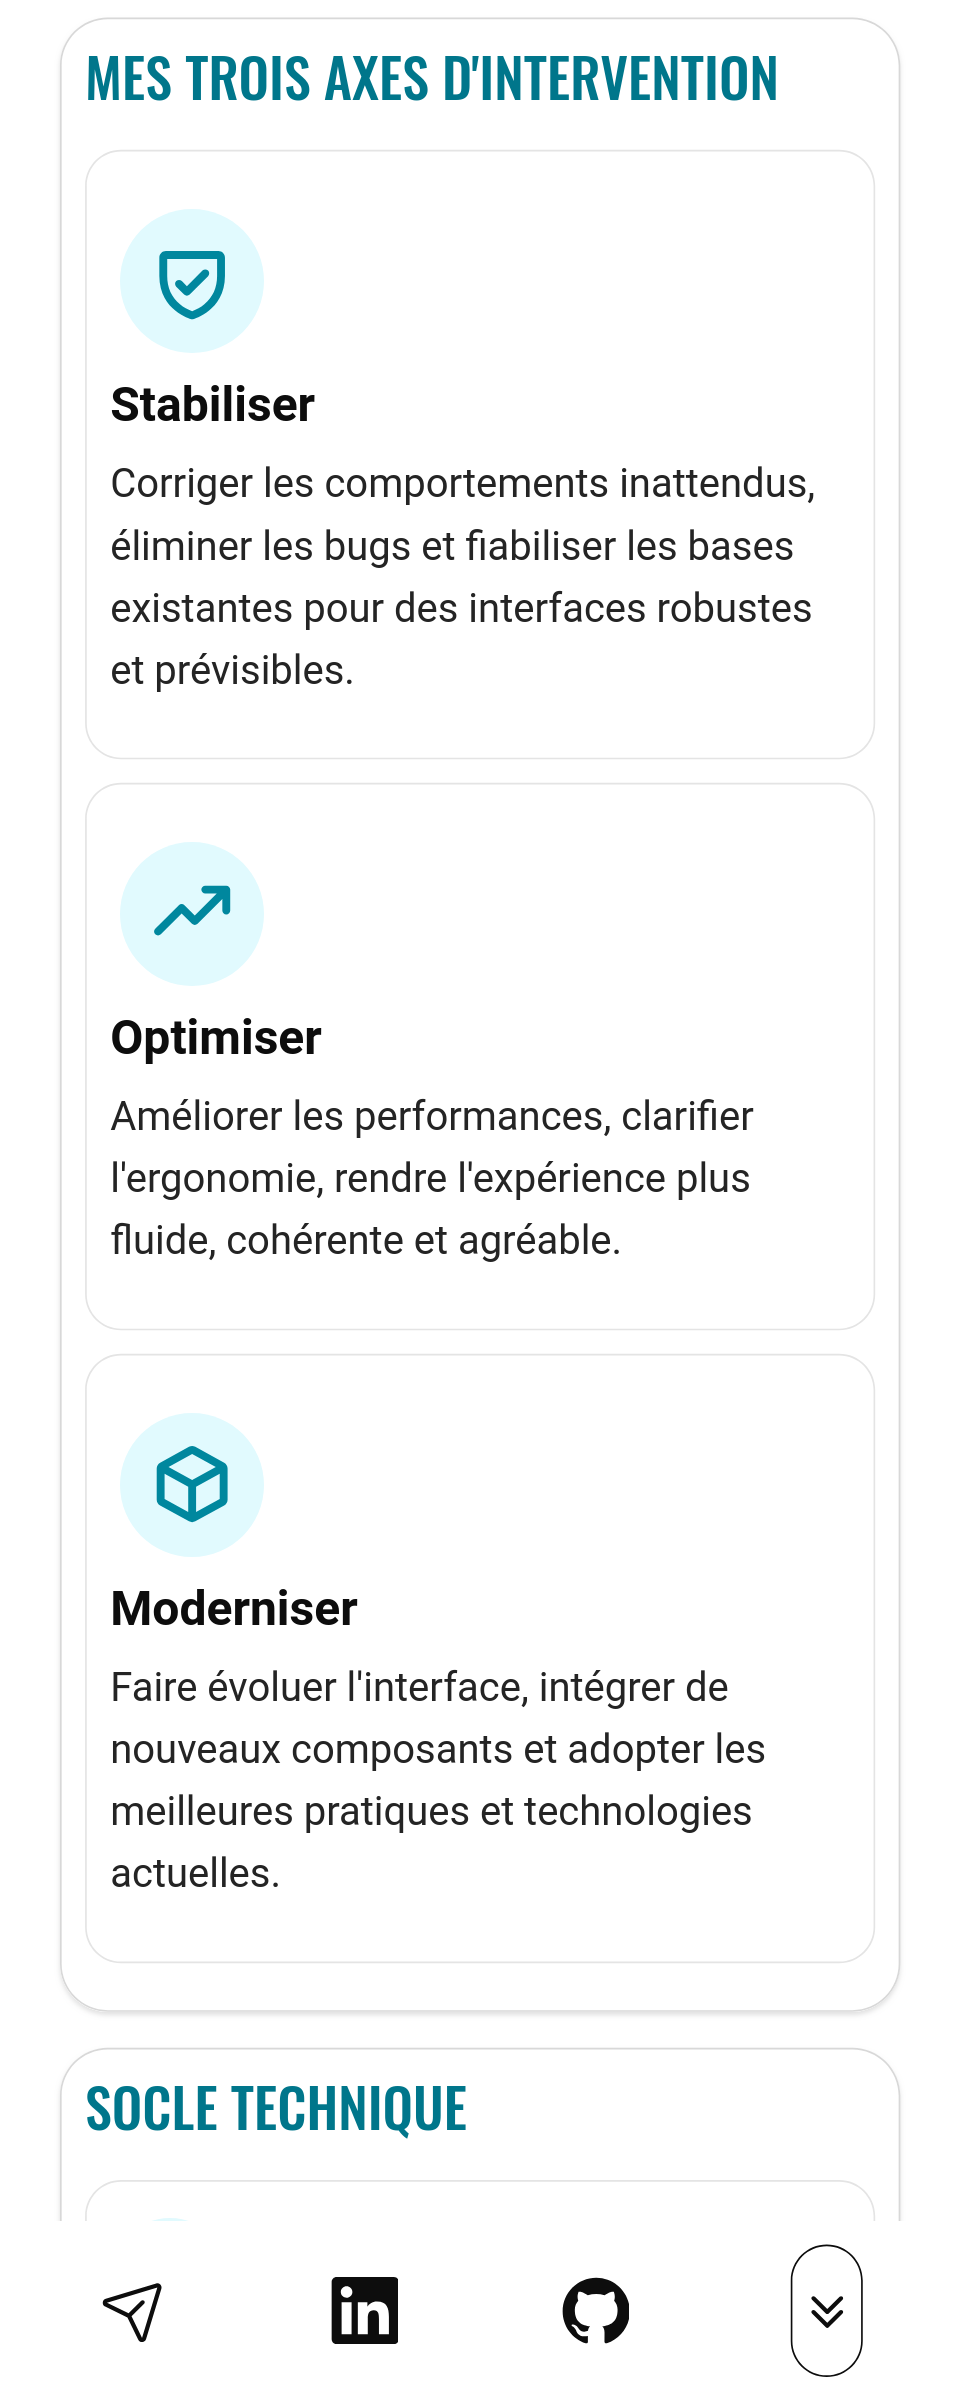 MES TROIS AXES D'INTERVENTION
Stabiliser
Corriger les comportements inattendus,
éliminer les bugs et fiabiliser les bases
existantes pour des interfaces robustes
et prévisibles.
Optimiser
Améliorer les performances, clarifier
l'ergonomie, rendre l'expérience plus
fluide, cohérente et agréable.
Moderniser
Faire évoluer l'interface, intégrer de
nouveaux composants et adopter les
meilleures pratiques et technologies
actuelles.
SOCLE TECHNIQUE
in